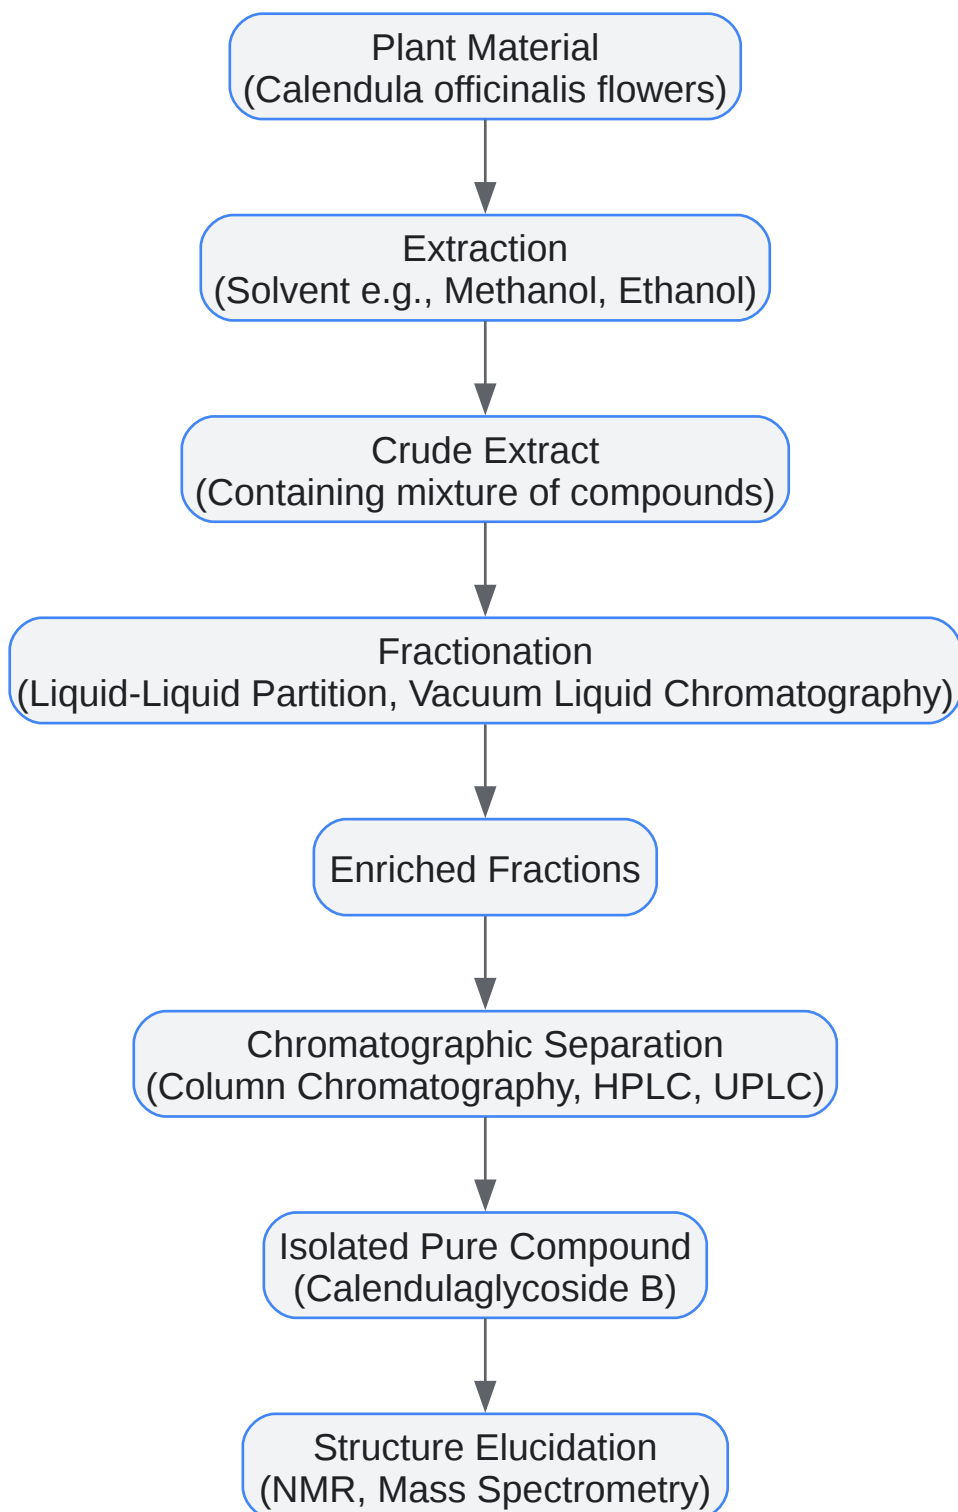 Plant Material
(Calendula officinalis flowers)
Extraction
(Solvent e.g., Methanol, Ethanol)
Crude Extract
(Containing mixture of compounds)
Fractionation
(Liquid-Liquid Partition, Vacuum Liquid Chromatography)
Enriched Fractions
Chromatographic Separation
(Column Chromatography, HPLC, UPLC)
Isolated Pure Compound
(Calendulaglycoside B)
Structure Elucidation
(NMR, Mass Spectrometry)